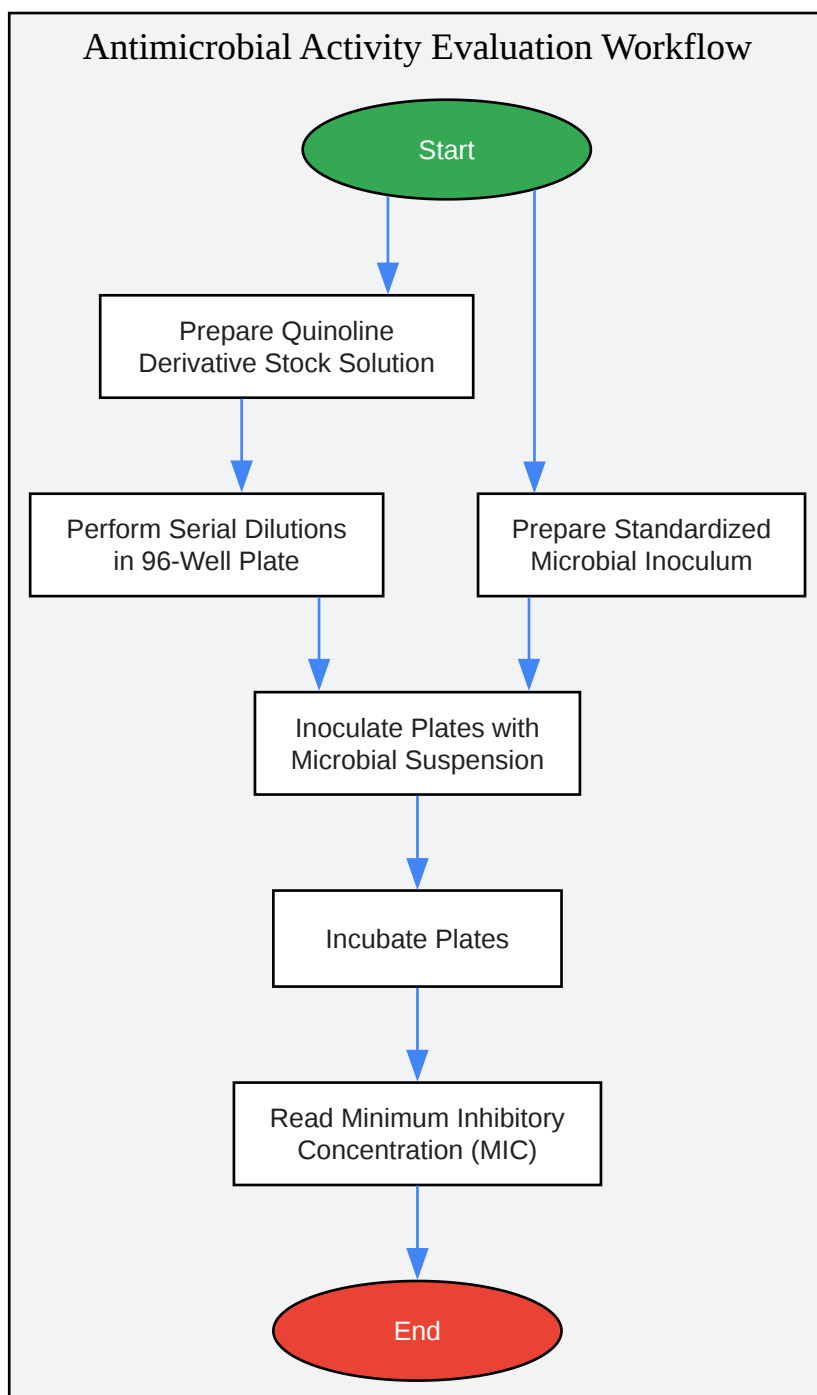 Antimicrobial Activity Evaluation Workflow
Start
Prepare Quinoline
Derivative Stock Solution
Perform Serial Dilutions
in 96-Well Plate
Prepare Standardized
Microbial Inoculum
Inoculate Plates with
Microbial Suspension
Incubate Plates
Read Minimum Inhibitory
Concentration (MIC)
End